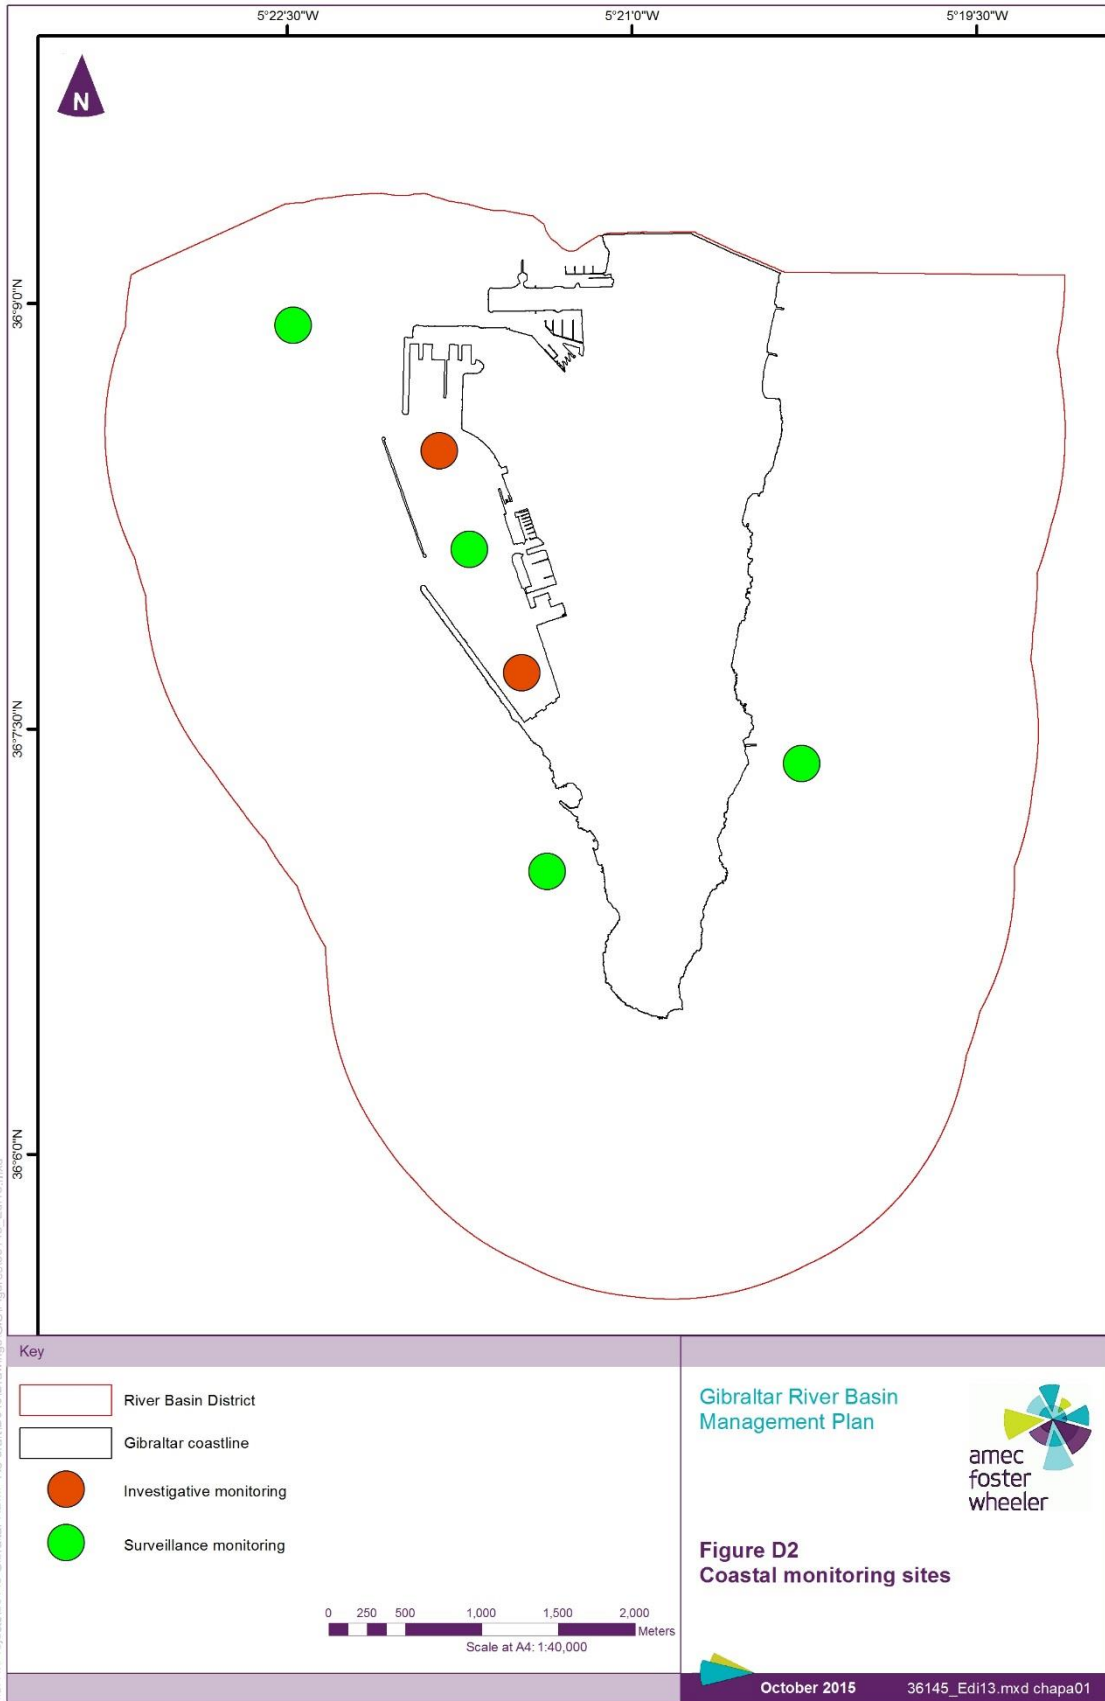 5°22'30"W 5°21'0"W 5°19'30"W
N
36°9'0"N
36°7'30"N
36°6'0"N
Key
River Basin District
Gibraltar coastline
Investigative monitoring
Surveillance monitoring
0 250 500 1,000 1,500 2,000
Meters
Scale at A4: 1:40,000
Gibraltar River Basin
Management Plan
amec
foster
wheeler
Figure D2
Coastal monitoring sites
October 2015 36145_Edi13.mxd chapa01